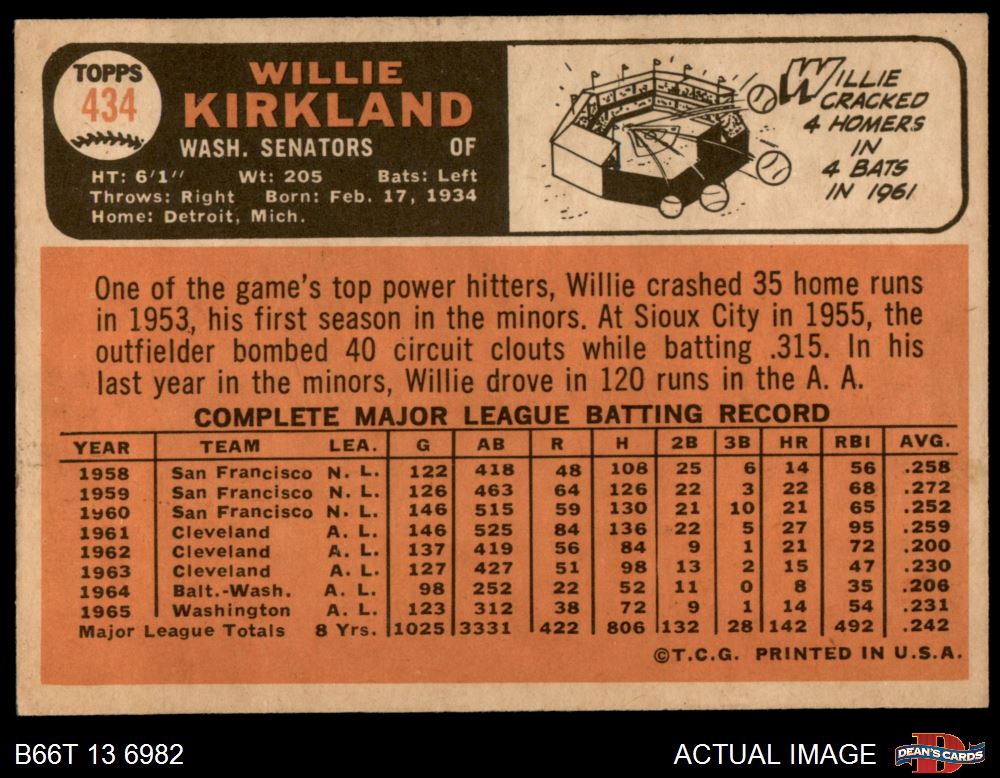 TOPPS
434
WILLIE
KIRKLAND
WASH. SENATORS OF
HT: 6'1" Wt: 205 Bats: Left
Throws: Right Born: Feb. 17, 1934
Home: Detroit, Mich.
WILLIE
CRACKED
4 HOMERS
IN
4 BATS
IN 1961
One of the game's top power hitters, Willie crashed 35 home runs
in 1953, his first season in the minors. At Sioux City in 1955, the
outfielder bombed 40 circuit clouts while batting .315. In his
last year in the minors, Willie drove in 120 runs in the A. A.
COMPLETE MAJOR LEAGUE BATTING RECORD
YEAR TEAM LEA. G AB R H 2B 3B HR RBI AVG.
1958 San Francisco N. L. 122 418 48 108 25 6 14 56 .258
1959 San Francisco N. L. 126 463 64 126 22 3 22 68 .272
1960 San Francisco N. L. 146 515 59 130 21 10 21 65 .252
1961 Cleveland A. L. 146 525 84 136 22 5 27 95 .259
1962 Cleveland A. L. 137 419 56 84 9 1 21 72 .200
1963 Cleveland A. L. 127 427 51 98 13 2 15 47 .230
1964 Balt.-Wash. A. L. 98 252 22 52 11 0 8 35 .206
1965 Washington A. L. 123 312 38 72 9 1 14 54 .231
Major League Totals 8 Yrs. 1025 3331 422 806 132 28 142 492 .242
©T.C.G. PRINTED IN U.S.A.
B66T 13 6982 ACTUAL IMAGE DEAN'S CARDS